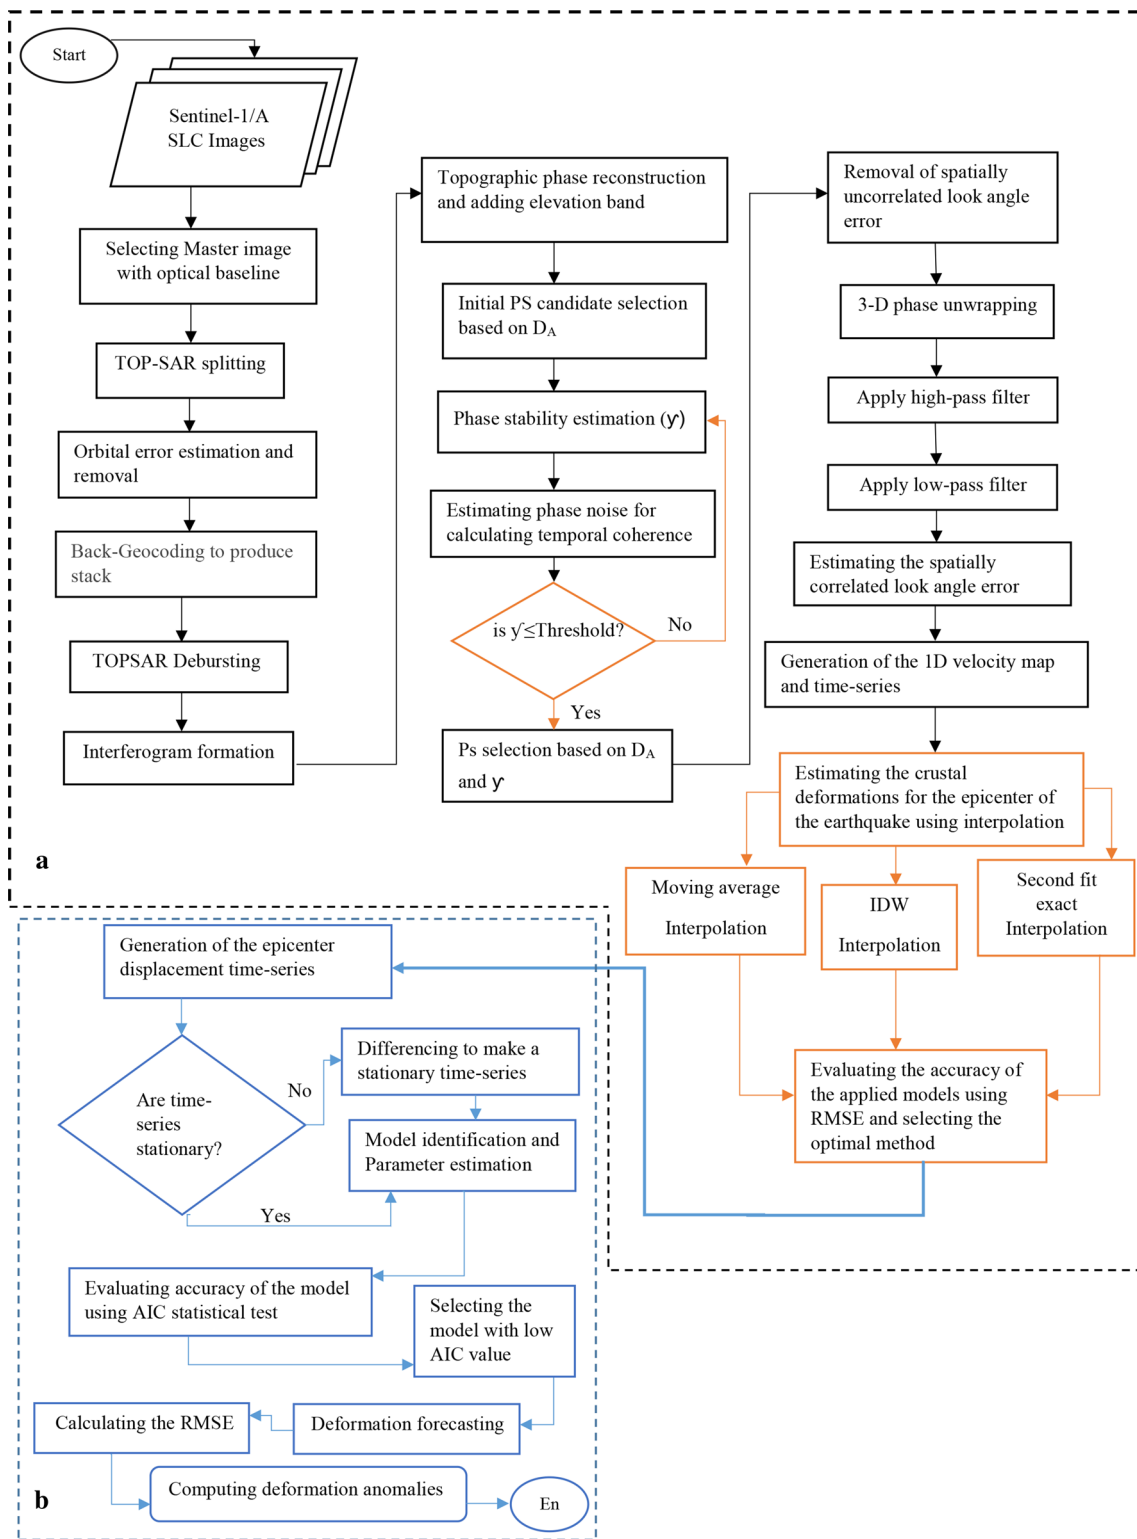 Start
Sentinel-1/A
SLC Images
Selecting Master image
with optical baseline
TOP-SAR splitting
Orbital error estimation and
removal
Back-Geocoding to produce
stack
TOPSAR Debursting
Interferogram formation
Topographic phase reconstruction
and adding elevation band
Initial PS candidate selection
based on DA
Phase stability estimation (ƴ)
Estimating phase noise for
calculating temporal coherence
is ƴ≤Threshold?
No
Yes
Ps selection based on DA
and ƴ
Removal of spatially
uncorrelated look angle
error
3-D phase unwrapping
Apply high-pass filter
Apply low-pass filter
Estimating the spatially
correlated look angle error
Generation of the 1D velocity map
and time-series
Estimating the crustal
deformations for the epicenter of
the earthquake using interpolation
Moving average
Interpolation
IDW
Interpolation
Second fit
exact
Interpolation
Evaluating the accuracy of
the applied models using
RMSE and selecting the
optimal method
a
Generation of the epicenter
displacement time-series
Are time-
series
stationary?
No
Differencing to make a
stationary time-series
Yes
Model identification and
Parameter estimation
Evaluating accuracy of the model
using AIC statistical test
Selecting the
model with low
AIC value
Deformation forecasting
Calculating the RMSE
Computing deformation anomalies
En
b